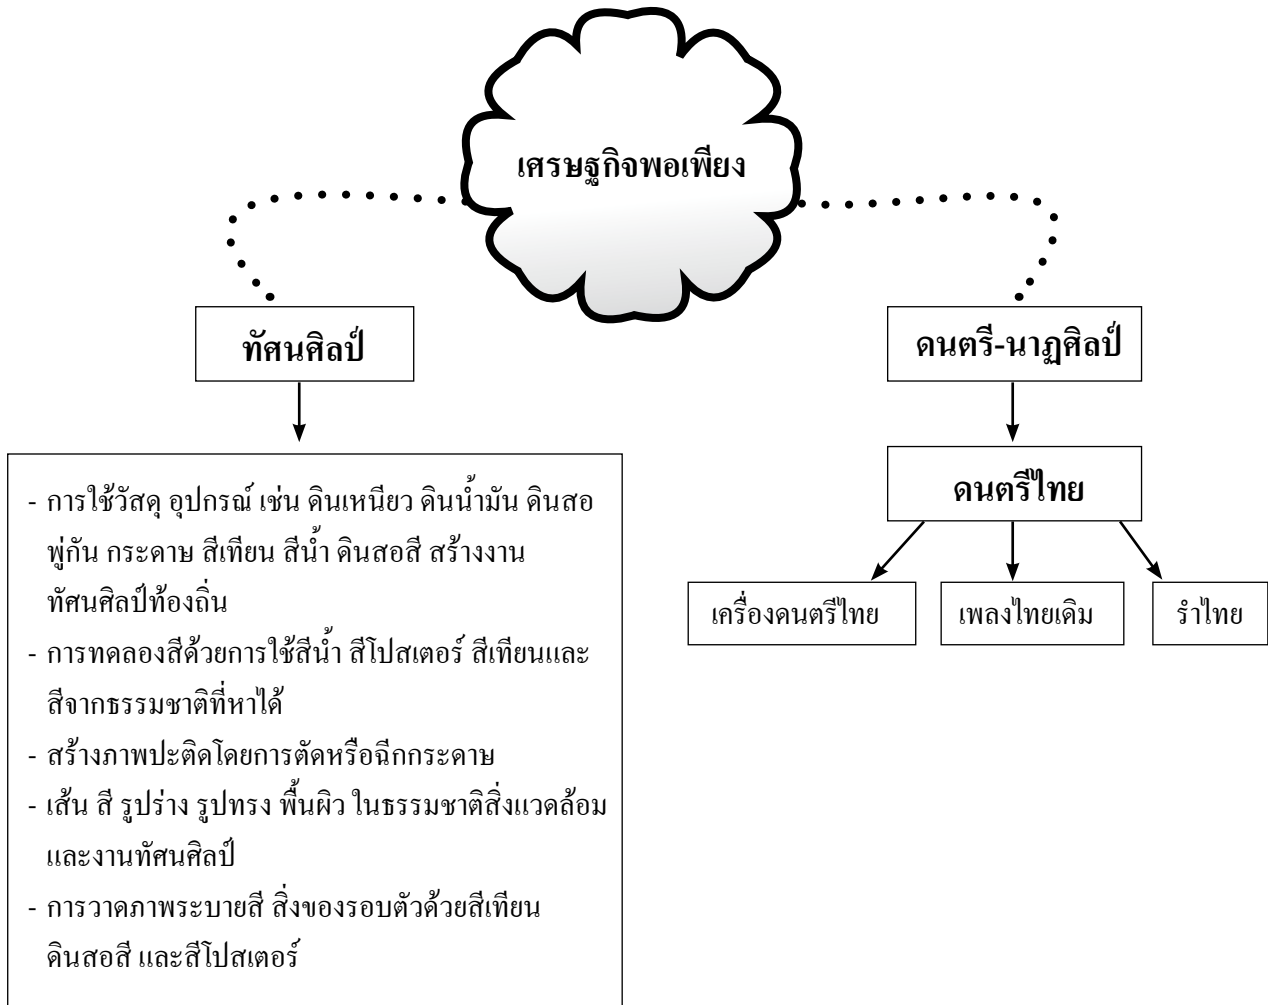 เศรษฐกิจพอเพียง
ทัศนศิลป์
- การใช้วัสดุ อุปกรณ์ เช่น ดินเหนียว ดินน้ำมัน ดินสอ
พู่กัน กระดาษ สีเทียน สีน้ำ ดินสอสี สร้างงาน
ทัศนศิลป์ท้องถิ่น
- การทดลองสีด้วยการใช้สีน้ำ สีโปสเตอร์ สีเทียนและ
สีจากธรรมชาติที่หาได้
- สร้างภาพปะติดโดยการตัดหรือฉีกกระดาษ
- เส้น สี รูปร่าง รูปทรง พื้นผิว ในธรรมชาติสิ่งแวดล้อม
และงานทัศนศิลป์
- การวาดภาพระบายสี สิ่งของรอบตัวด้วยสีเทียน
ดินสอสี และสีโปสเตอร์
ดนตรี-นาฏศิลป์
ดนตรีไทย
เครื่องดนตรีไทย
เพลงไทยเดิม
รำไทย